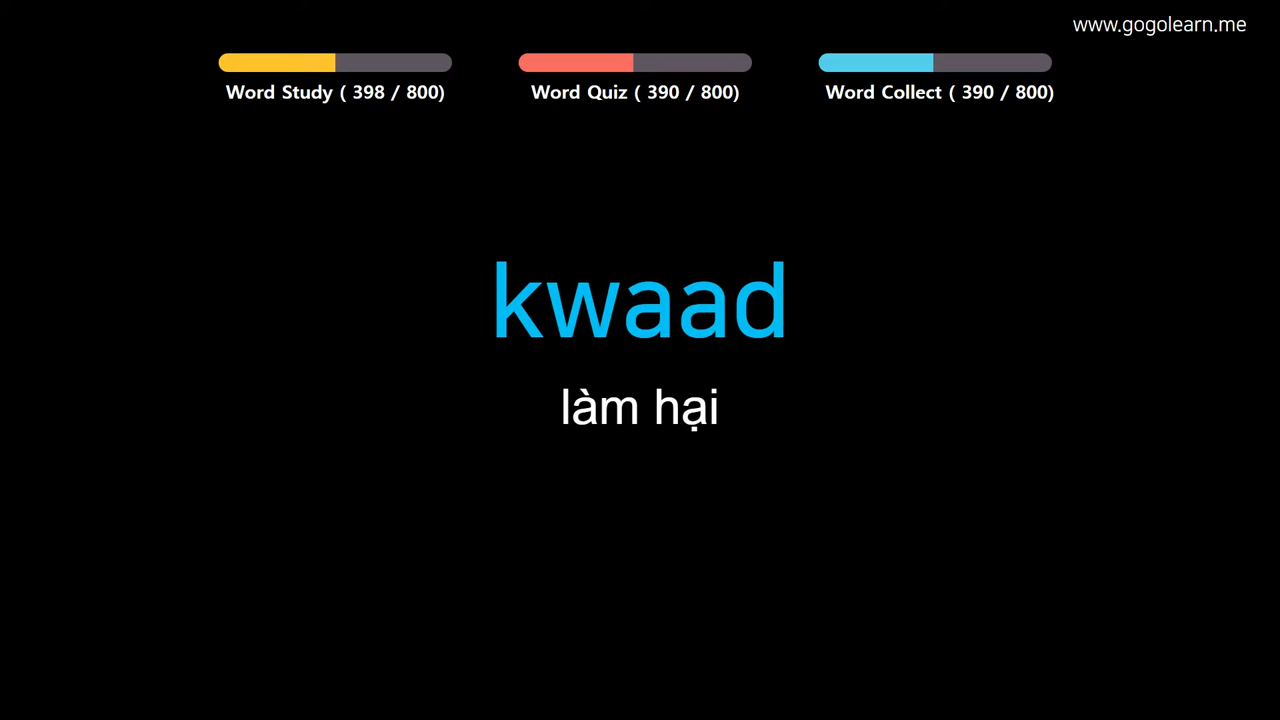 www.gogolearn.me
Word Study ( 398 / 800)
Word Quiz ( 390 / 800)
Word Collect ( 390 / 800)
kwaad
làm hại